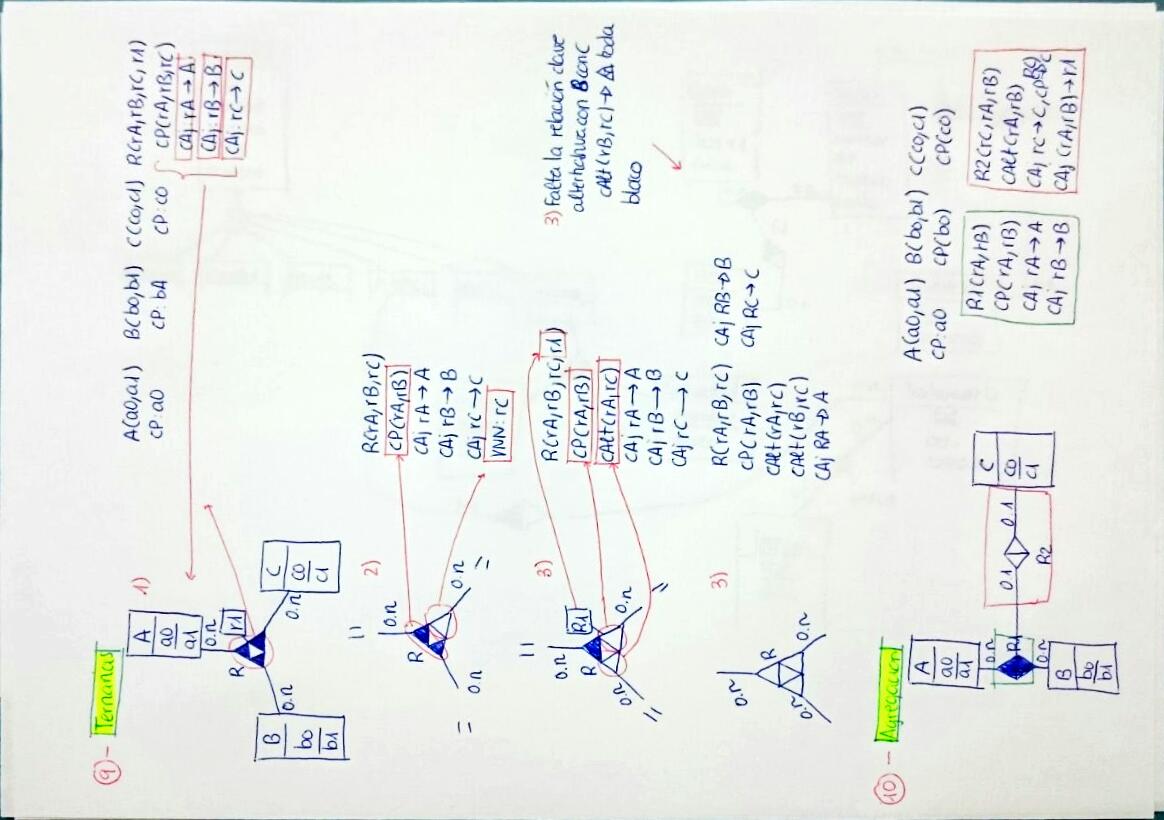 9 - Ternarias
1)
A
a0
a1
B
b0
b1
C
c0
c1
R
r1
0.n
0.n
0.n
A(a0,a1) B(b0,b1) C(c0,c1) R(rA,rB,rC,r1)
CP:a0 CP:bA CP:c0 CP(rA,rB,rC)
CAj: rA→A
CAj: rB→B
CAj: rC→C
2)
R
0.n
0.n
0.n
R(rA,rB,rC)
CP(rA,rB)
CAj rA→A
CAj rB→B
CAj rC→C
VNN: rC
3)
R
R1
0.n
0.n
0.n
R(rA,rB,rC,r1)
CP(rA,rB)
CAlt(rA,rC)
CAj rA→A
CAj rB→B
CAj rC→C
3) Falta la relación clave
alternativa con B con C
CAlt(rB,rC)→ toda
blanco
3)
R
0.n
0.n
0.n
R(rA,rB,rC) CAj RB→B
CP(rA,rB) CAj RC→C
CAlt(rA,rC)
CAlt(rB,rC)
CAj RA→A
10 - Agregación
A
a0
a1
B
b0
b1
C
c0
c1
R1
0.n
0.n
0.1
0.1
R2
A(a0,a1) B(b0,b1) C(c0,c1)
CP:a0 CP(b0) CP(c0)
R1(rA,rB)
CP(rA,rB)
CAj rA→A
CAj rB→B
R2(rC,rA,rB)
CAlt(rA,rB)
CAj rC→C,
CAj (rA,rB)→r1